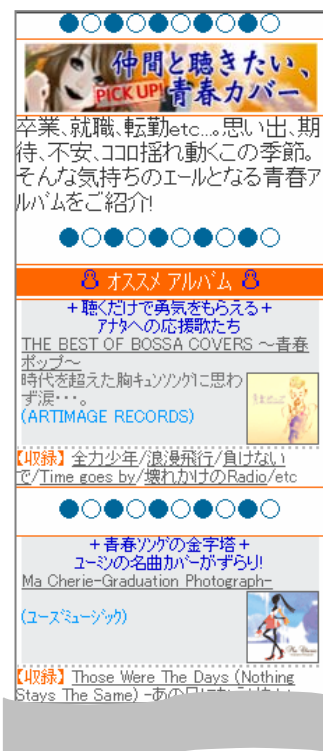 仲間と聴きたい、
PICK UP! 青春カバー
卒業､就職､転勤etc…｡思い出､期
待､不安､ｺｺﾛ揺れ動くこの季節｡
そんな気持ちのｴｰﾙとなる青春ｱ
ﾙﾊﾞﾑをご紹介!
ｵｽｽﾒ ｱﾙﾊﾞﾑ
+聴くだけで勇気をもらえる+
ｱﾅﾀへの応援歌たち
THE BEST OF BOSSA COVERS ～青春
ポップ～
時代を超えた胸ｷｭﾝｿﾝｸﾞに思わ
ず涙･･･｡
(ARTIMAGE RECORDS)
【収録】全力少年/浪漫飛行/負けない
で/Time goes by/壊れかけのRadio/etc
+青春ｿﾝｸﾞの金字塔+
ﾕｰﾐﾝの名曲ｶﾊﾞｰがずらり!
Ma Cherie-Graduation Photograph-
(ﾕｰｽﾞﾐｭｰｼﾞｯｸ)
【収録】Those Were The Days (Nothing
Stays The Same) -あの日に